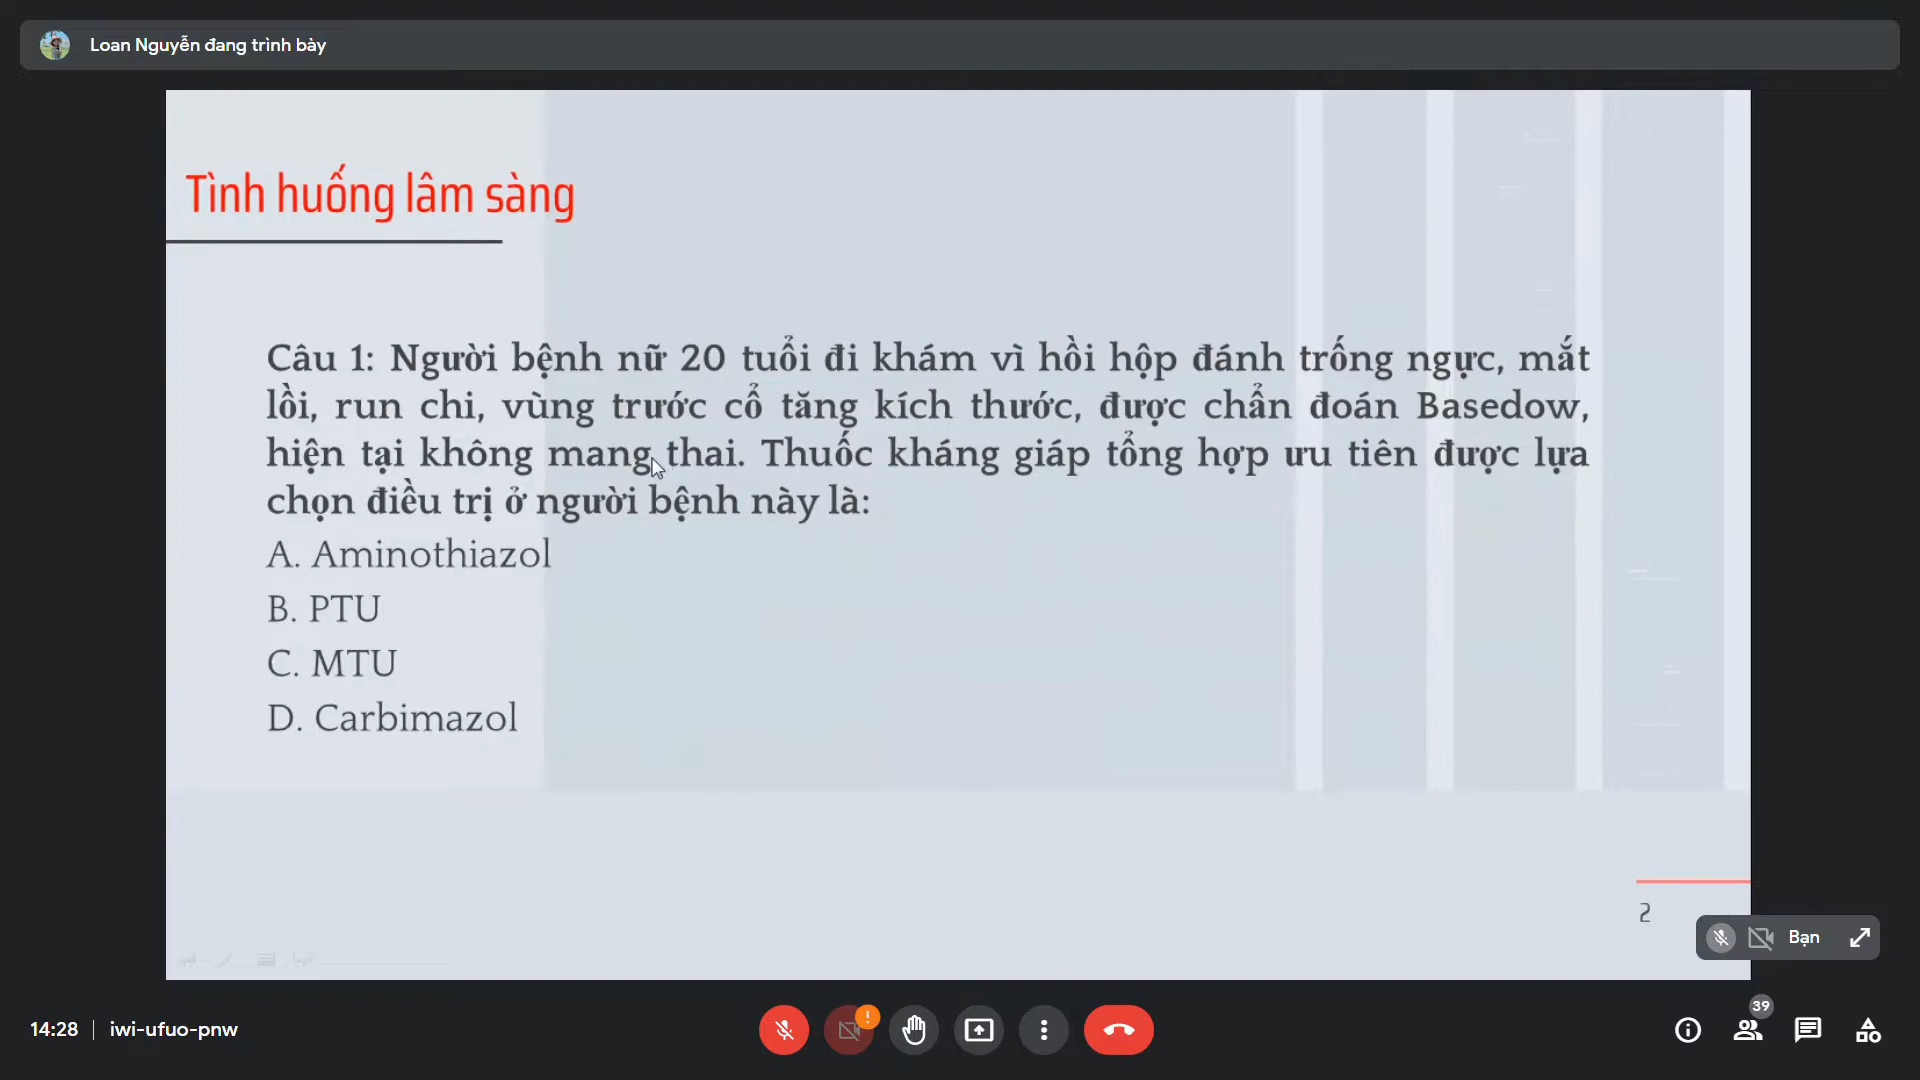 Loan Nguyễn đang trình bày
Tình huống lâm sàng
Câu 1: Người bệnh nữ 20 tuổi đi khám vì hồi hộp đánh trống ngực, mắt
lồi, run chi, vùng trước cổ tăng kích thước, được chẩn đoán Basedow,
hiện tại không mang thai. Thuốc kháng giáp tổng hợp ưu tiên được lựa
chọn điều trị ở người bệnh này là:
A. Aminothiazol
B. PTU
C. MTU
D. Carbimazol
2
Bạn
14:28 | iwi-ufuo-pnw
39